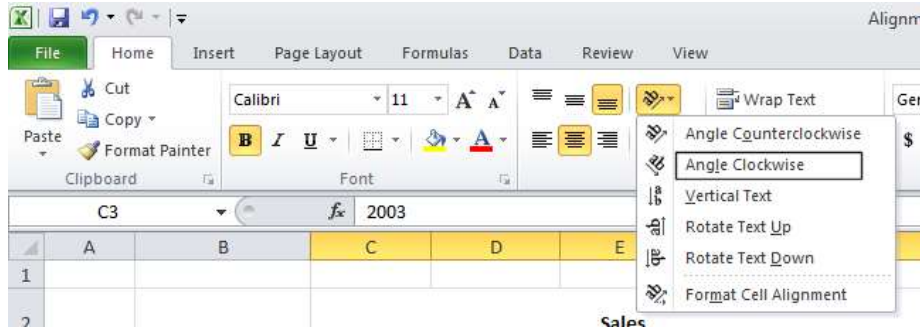 Alignm
File Home Insert Page Layout Formulas Data Review View
Cut
Copy
Format Painter
Paste
Clipboard
Calibri 11 A A
B I U A
Font
Wrap Text
Ger
$
Angle Counterclockwise
Angle Clockwise
Vertical Text
Rotate Text Up
Rotate Text Down
Format Cell Alignment
C3 fx 2003
A B C D E
1
2 Sales